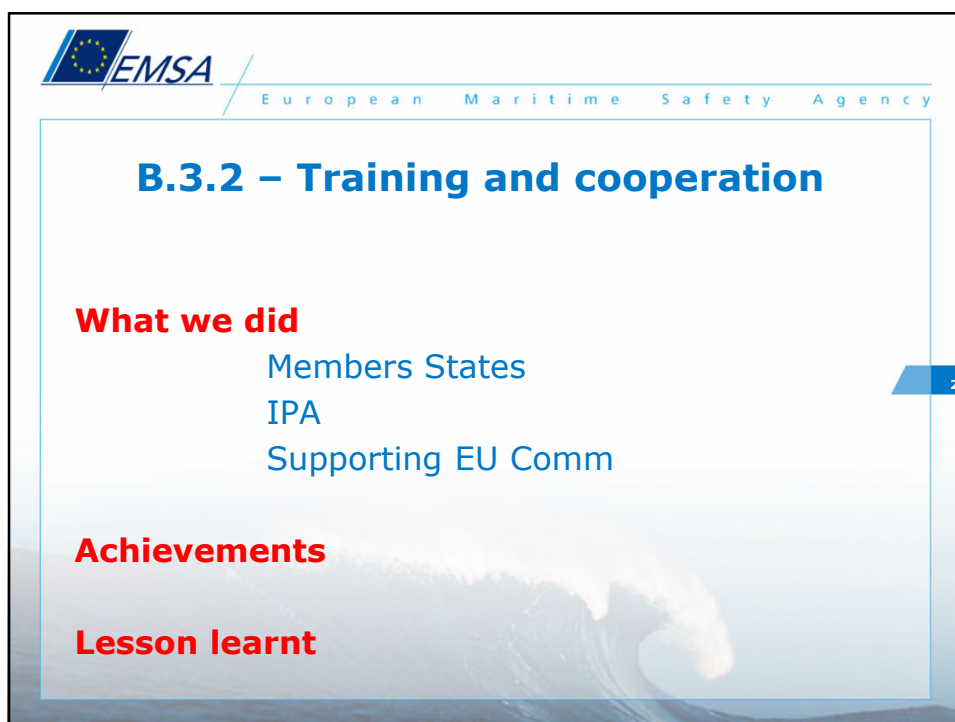 EMSA
European Maritime Safety Agency
B.3.2 – Training and cooperation
What we did
Members States
IPA
2
Supporting EU Comm
Achievements
Lesson learnt